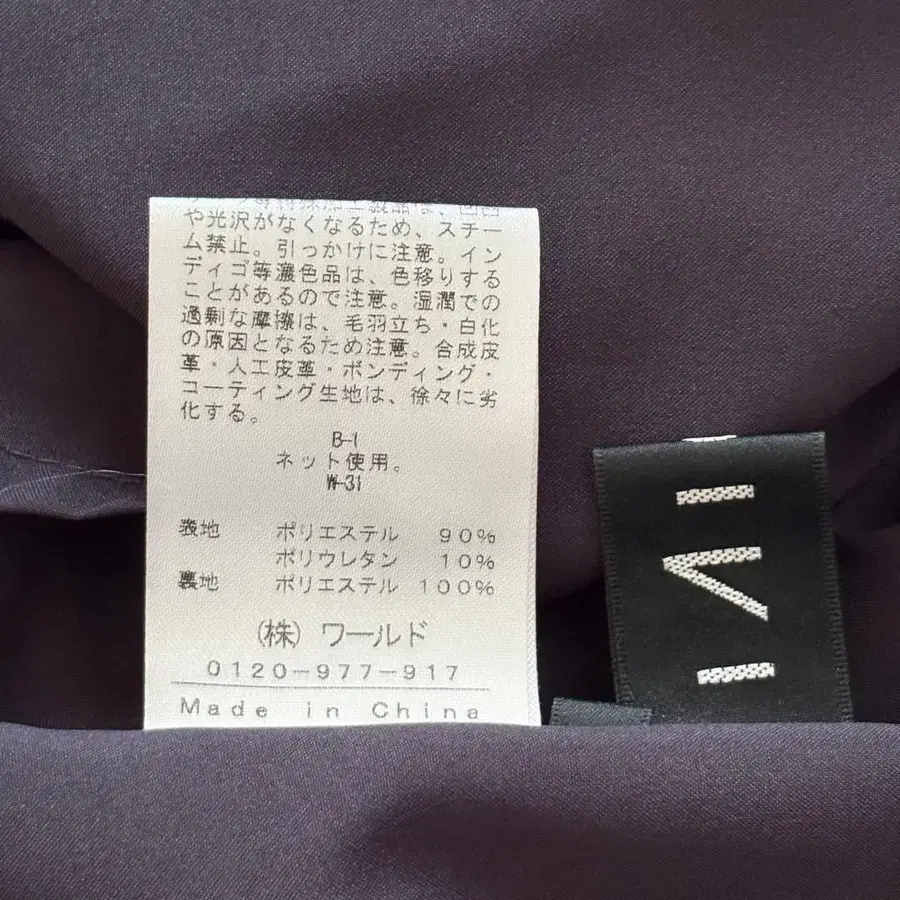 や光沢がなくなるため、スチー
ム禁止。引っかけに注意。イン
ディゴ等濃色品は、色移りする
ことがあるので注意。湿潤での
過剰な摩擦は、毛羽立ち・白化
の原因となるため注意。合成皮
革・人工皮革・ボンディング・
コーティング生地は、徐々に劣
化する。
B-1
ネット使用。
W-31
表地 ポリエステル 90%
ポリウレタン 10%
裏地 ポリエステル 100%
(株) ワールド
0120-977-917
Made in China